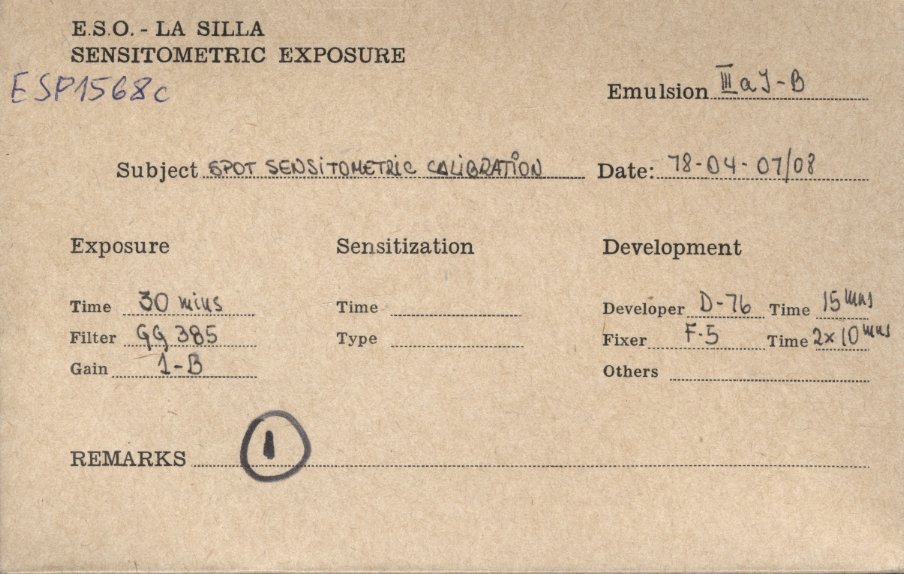 E.S.O. - LA SILLA
SENSITOMETRIC EXPOSURE
ESP1568c
Emulsion IIIaJ-B
Subject SPOT SENSITOMETRIC CALIBRATION Date: 78-04-07/08
Exposure Sensitization Development
Time 30 mins Time Developer D-76 Time 15 mns
Filter GG 385 Type Fixer F-5 Time 2x10 mns
Gain 1-B Others
REMARKS 1